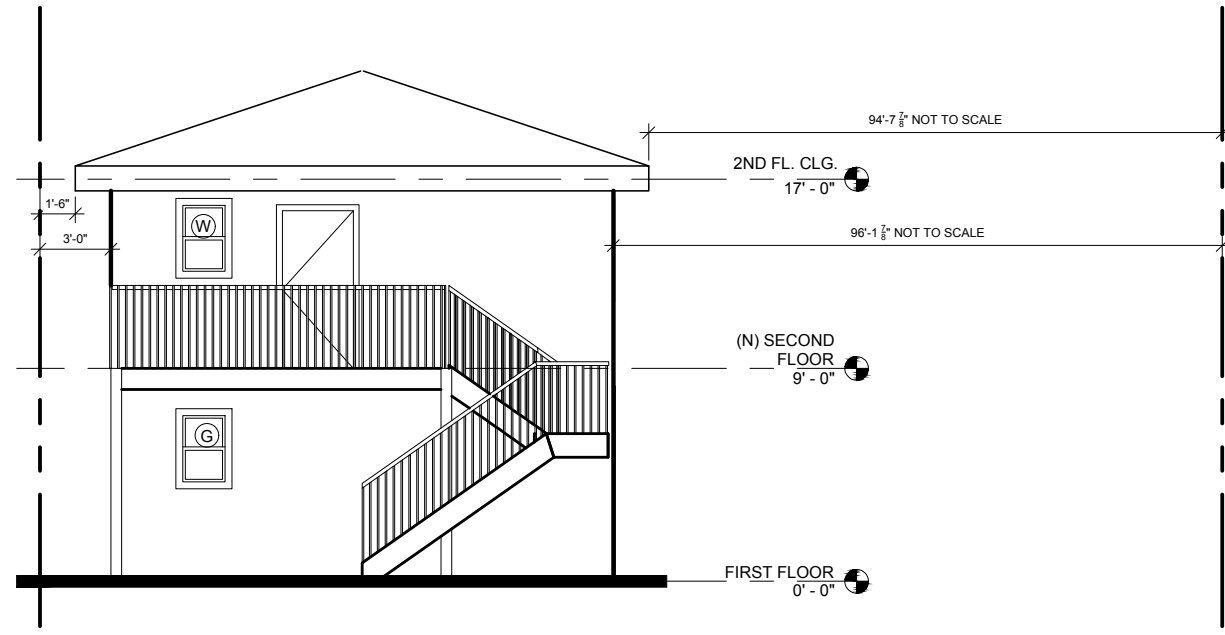 94'-7 7/8" NOT TO SCALE
2ND FL. CLG.
17' - 0"
1'-6"
W
3'-0"
96'-1 7/8" NOT TO SCALE
(N) SECOND
FLOOR
9' - 0"
G
FIRST FLOOR
0' - 0"